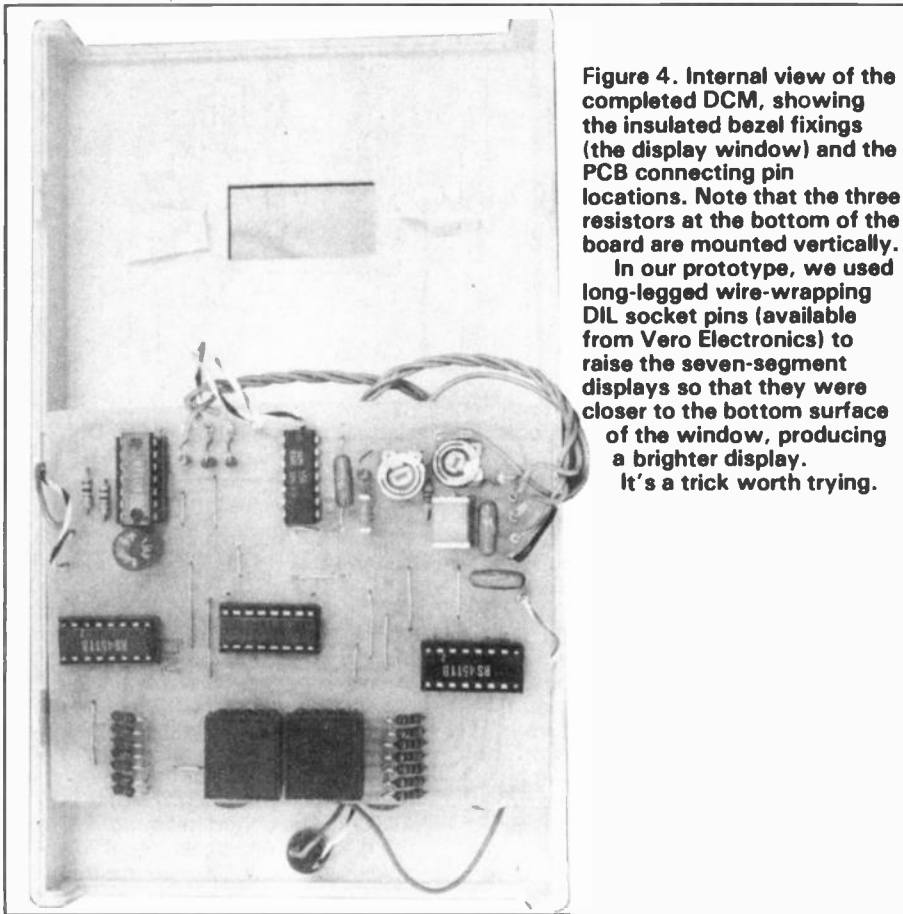 Figure 4. Internal view of the
completed DCM, showing
the insulated bezel fixings
(the display window) and the
PCB connecting pin
locations. Note that the three
resistors at the bottom of the
board are mounted vertically.
In our prototype, we used
long-legged wire-wrapping
DIL socket pins (available
from Vero Electronics) to
raise the seven-segment
displays so that they were
closer to the bottom surface
of the window, producing
a brighter display.
It's a trick worth trying.
RS4511B
RS4511B